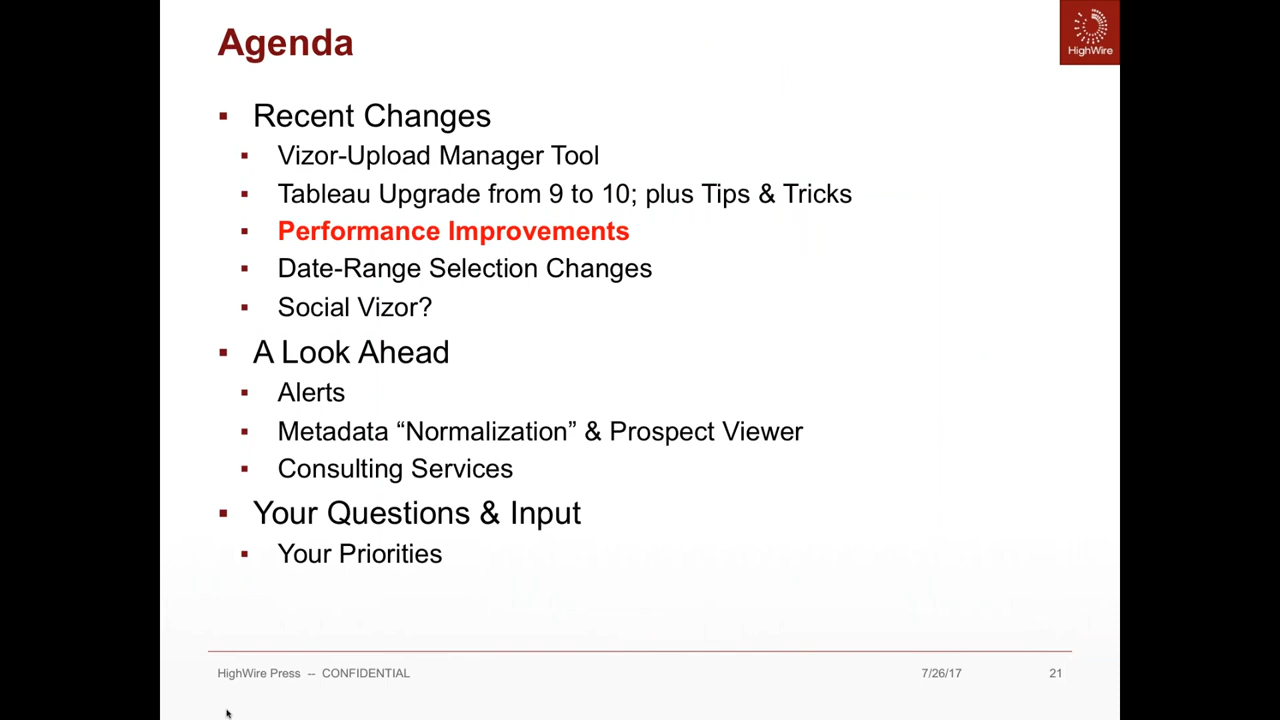 Agenda
HighWire
▪ Recent Changes
▪ Vizor-Upload Manager Tool
▪ Tableau Upgrade from 9 to 10; plus Tips & Tricks
▪ Performance Improvements
▪ Date-Range Selection Changes
▪ Social Vizor?
▪ A Look Ahead
▪ Alerts
▪ Metadata “Normalization” & Prospect Viewer
▪ Consulting Services
▪ Your Questions & Input
▪ Your Priorities
HighWire Press -- CONFIDENTIAL 7/26/17 21